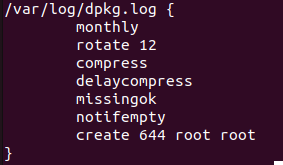 /var/log/dpkg.log {
        monthly
        rotate 12
        compress
        delaycompress
        missingok
        notifempty
        create 644 root root
}